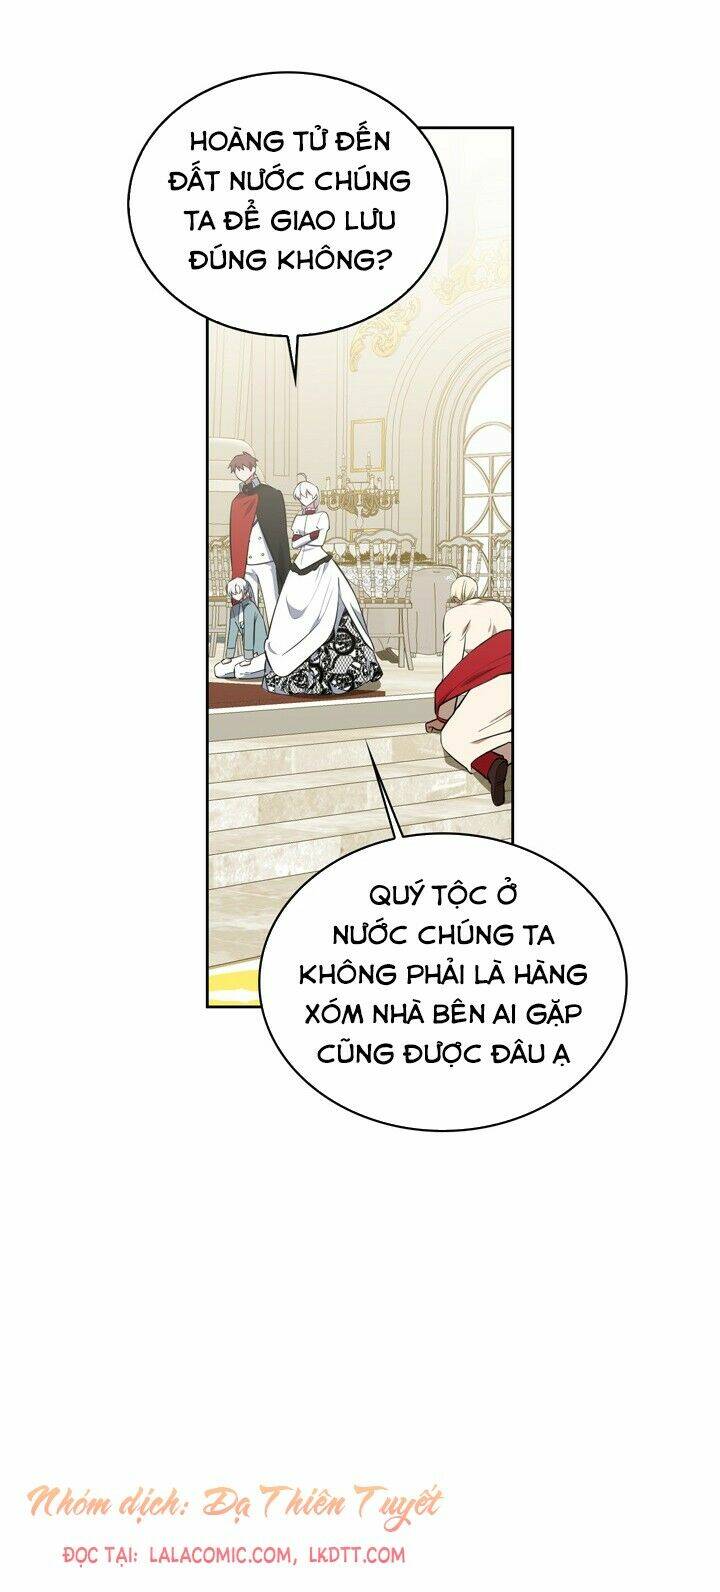 HOÀNG TỬ ĐẾN
ĐẤT NƯỚC CHÚNG
TA ĐỂ GIAO LƯU
ĐÚNG KHÔNG?
QUÝ TỘC Ở
NƯỚC CHÚNG TA
KHÔNG PHẢI LÀ HÀNG
XÓM NHÀ BÊN AI GẶP
CŨNG ĐƯỢC ĐÂU Ạ
Nhóm dịch: Dạ Thiên Tuyết
ĐỌC TẠI: LALACOMIC.COM, LKDTT.COM